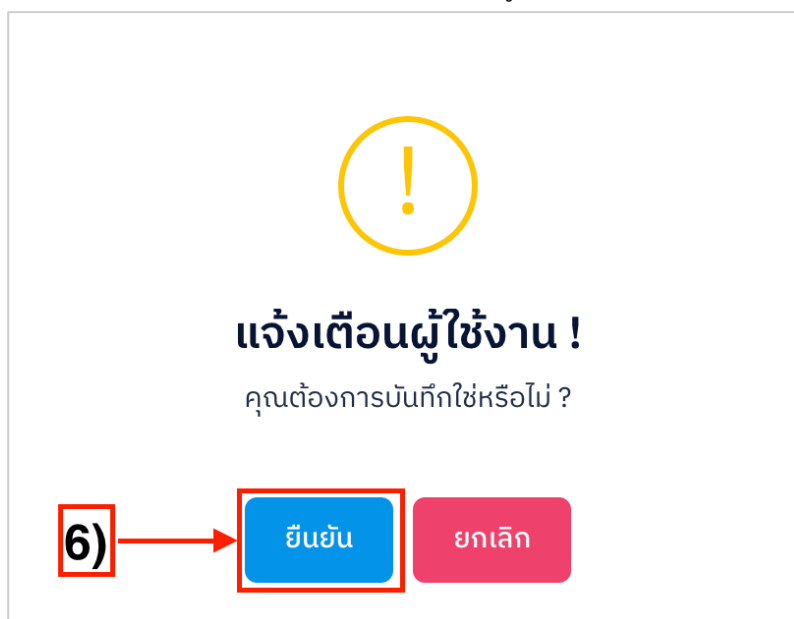 !
แจ้งเตือนผู้ใช้งาน !
คุณต้องการบันทึกใช่หรือไม่ ?
6) ยืนยัน ยกเลิก